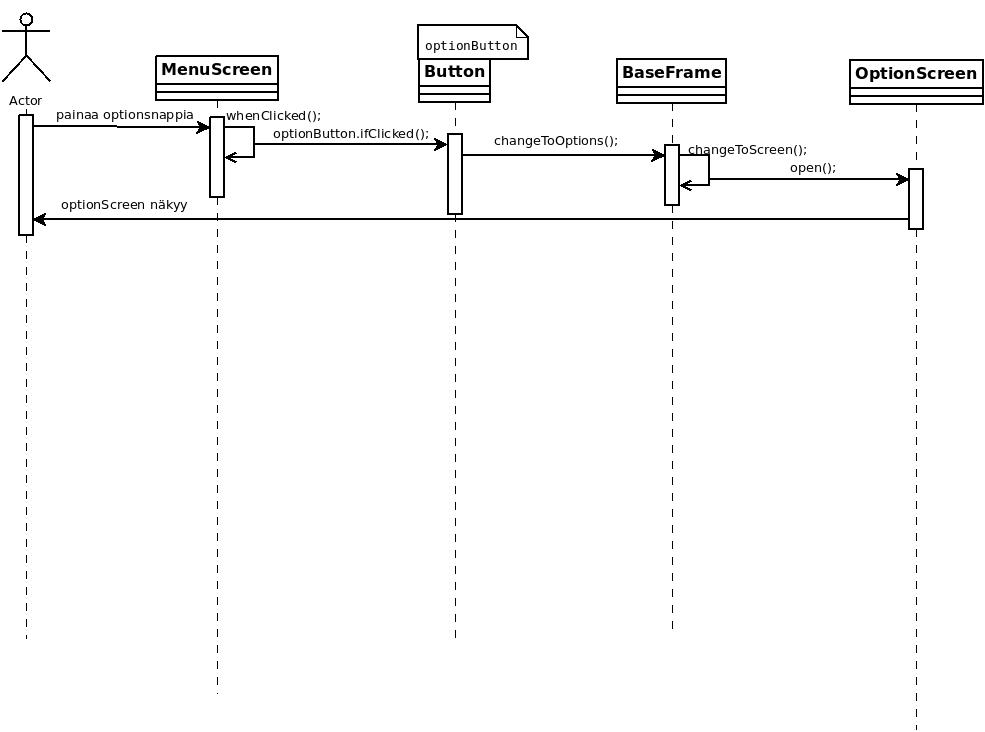 optionButton
MenuScreen
Button
BaseFrame
OptionScreen
Actor
painaa optionsnappia
whenClicked();
optionButton.ifClicked();
changeToOptions();
changeToScreen();
open();
optionScreen näkyy